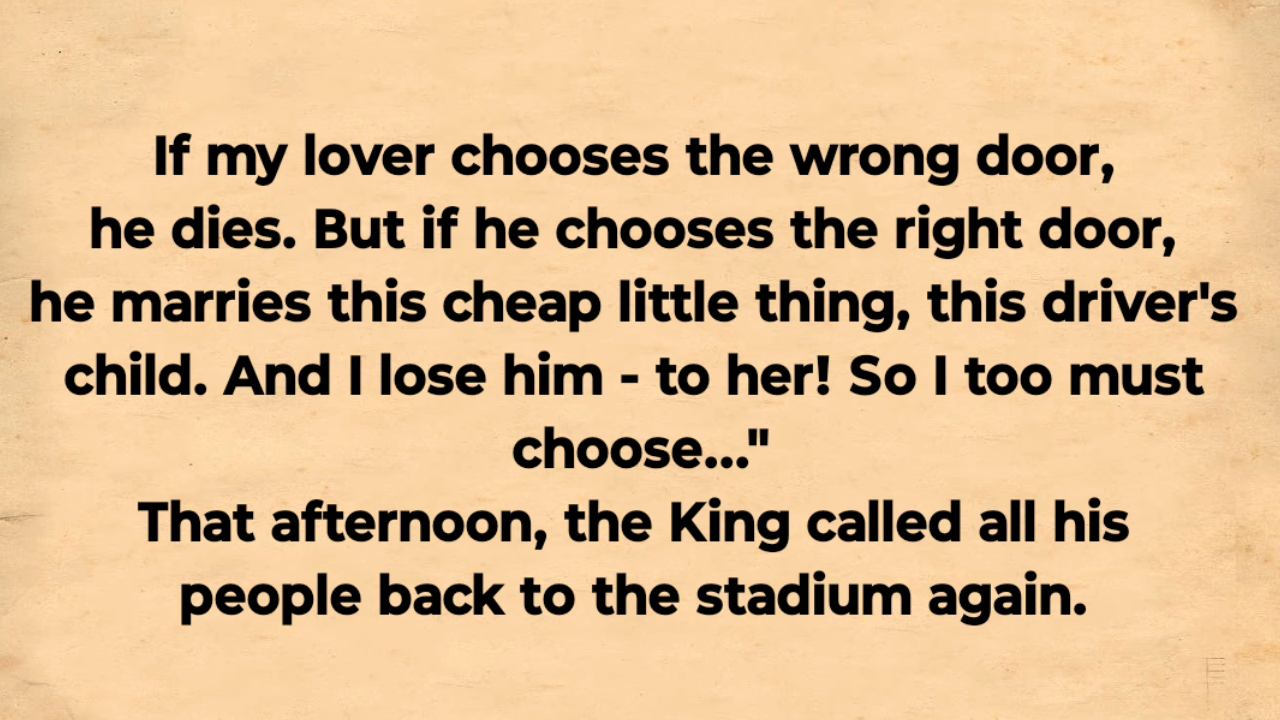 If my lover chooses the wrong door,
he dies. But if he chooses the right door,
he marries this cheap little thing, this driver's
child. And I lose him - to her! So I too must
choose..."
That afternoon, the King called all his
people back to the stadium again.